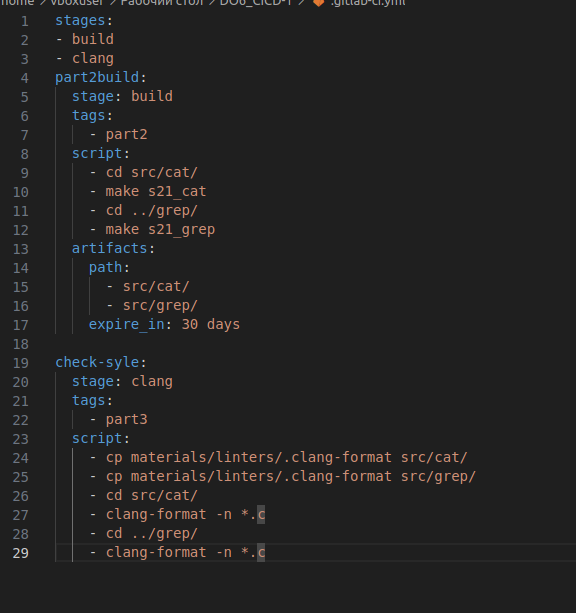 home > vboxuser > Рабочий стол > DO6_CICD-1 > .gitlab-ci.yml
1 stages:
2 - build
3 - clang
4 part2build:
5   stage: build
6   tags:
7     - part2
8   script:
9     - cd src/cat/
10     - make s21_cat
11     - cd ../grep/
12     - make s21_grep
13   artifacts:
14     path:
15       - src/cat/
16       - src/grep/
17     expire_in: 30 days
18
19 check-syle:
20   stage: clang
21   tags:
22     - part3
23   script:
24     - cp materials/linters/.clang-format src/cat/
25     - cp materials/linters/.clang-format src/grep/
26     - cd src/cat/
27     - clang-format -n *.c
28     - cd ../grep/
29     - clang-format -n *.c